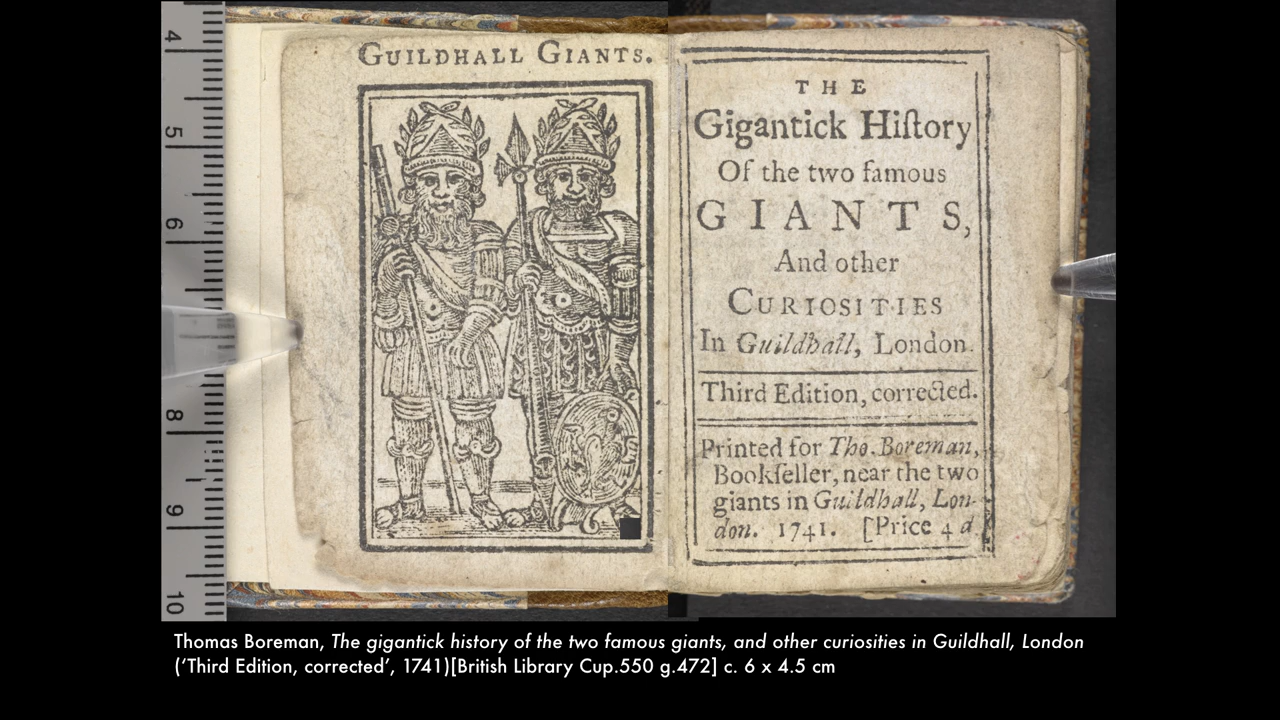 4
5
6
8
9
10
GUILDHALL GIANTS.
THE
Gigantick Hiſtory
Of the two famous
GIANTS,
And other
CURIOSITIES
In Guildhall, London.
Third Edition, corrected.
Printed for Tho. Boreman,
Bookſeller, near the two
giants in Guildhall, Lon-
don. 1741. [Price 4 d
Thomas Boreman, The gigantick history of the two famous giants, and other curiosities in Guildhall, London
(‘Third Edition, corrected’, 1741)[British Library Cup.550 g.472] c. 6 x 4.5 cm